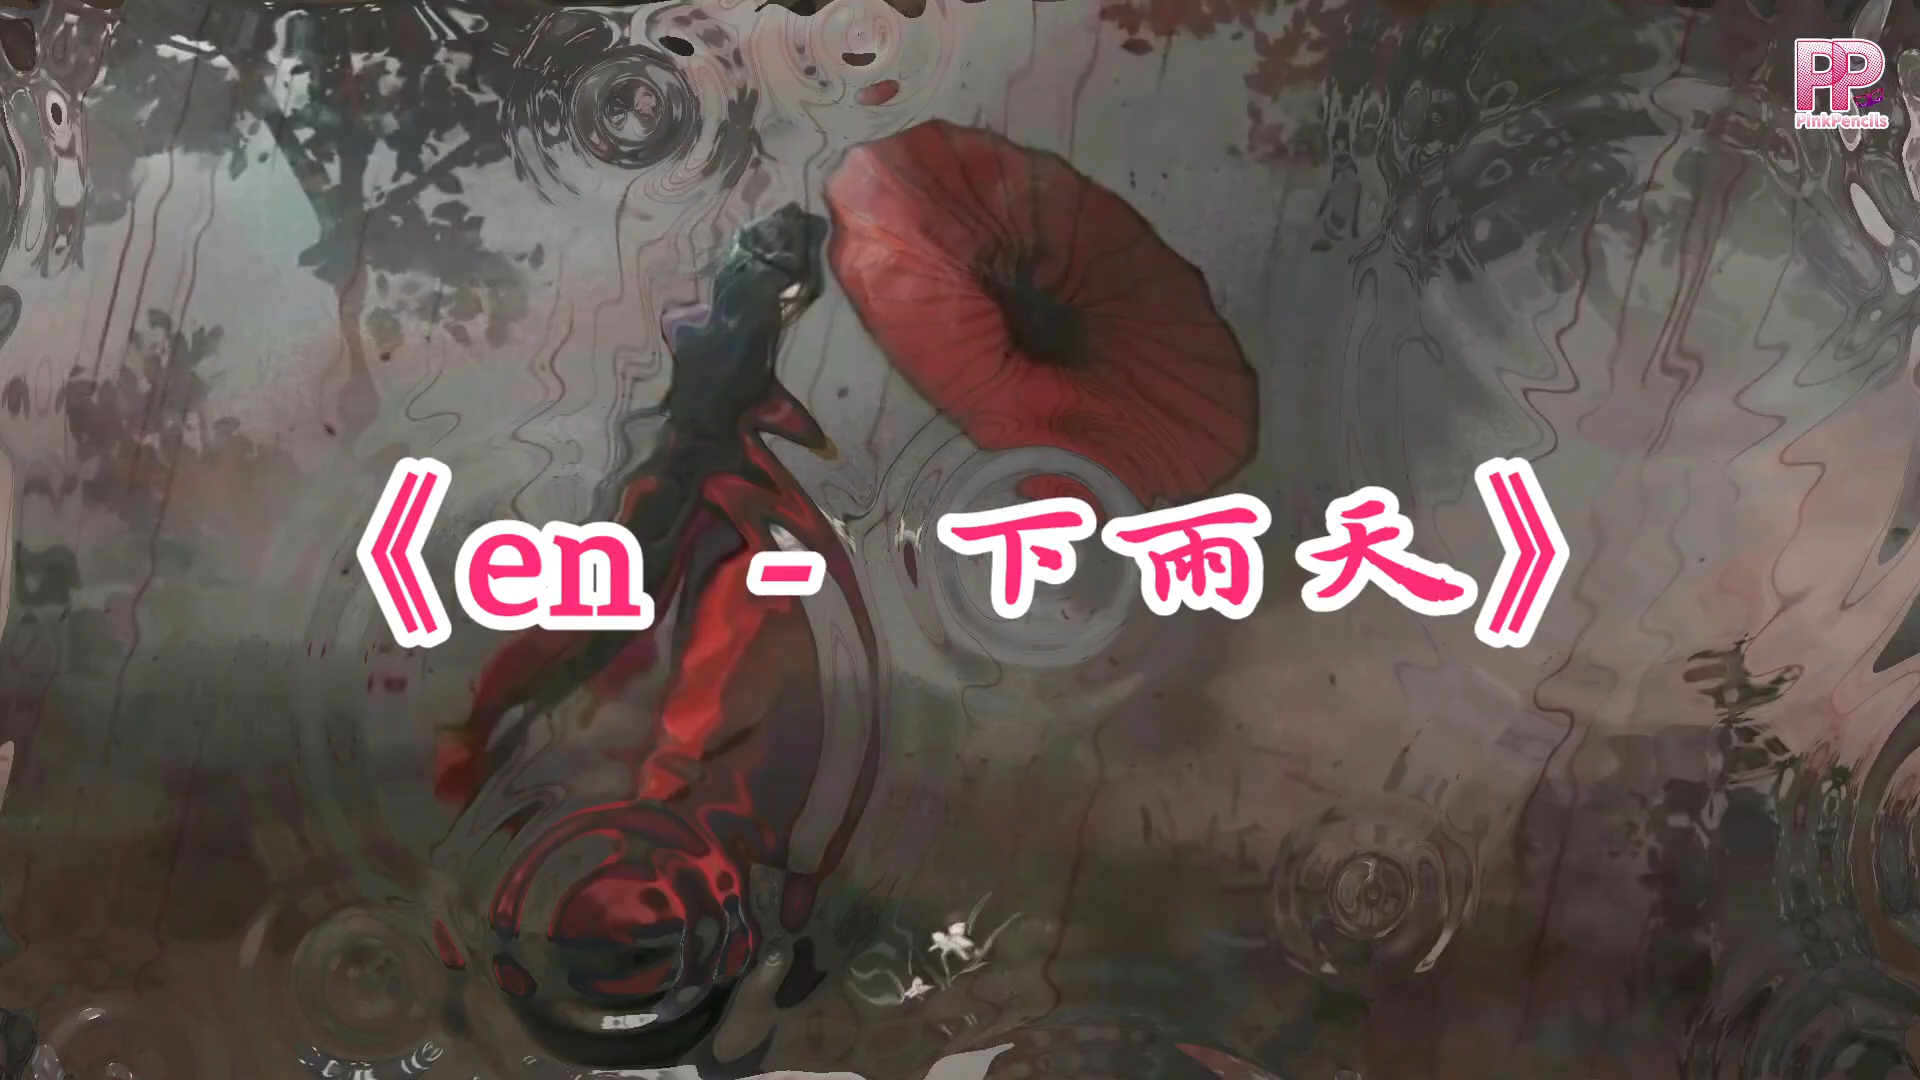 PP
PinkPencils
《en - 下雨天》